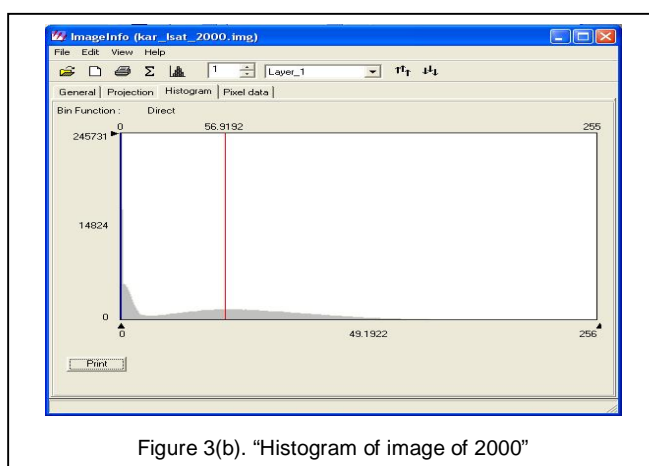 ImageInfo (kar_lsat_2000.img)
File Edit View Help
1 Layer_1
General Projection Histogram Pixel data
Bin Function : Direct
0 56.9192 255
245731
14824
0
0 49.1922 256
Print
Figure 3(b). “Histogram of image of 2000”